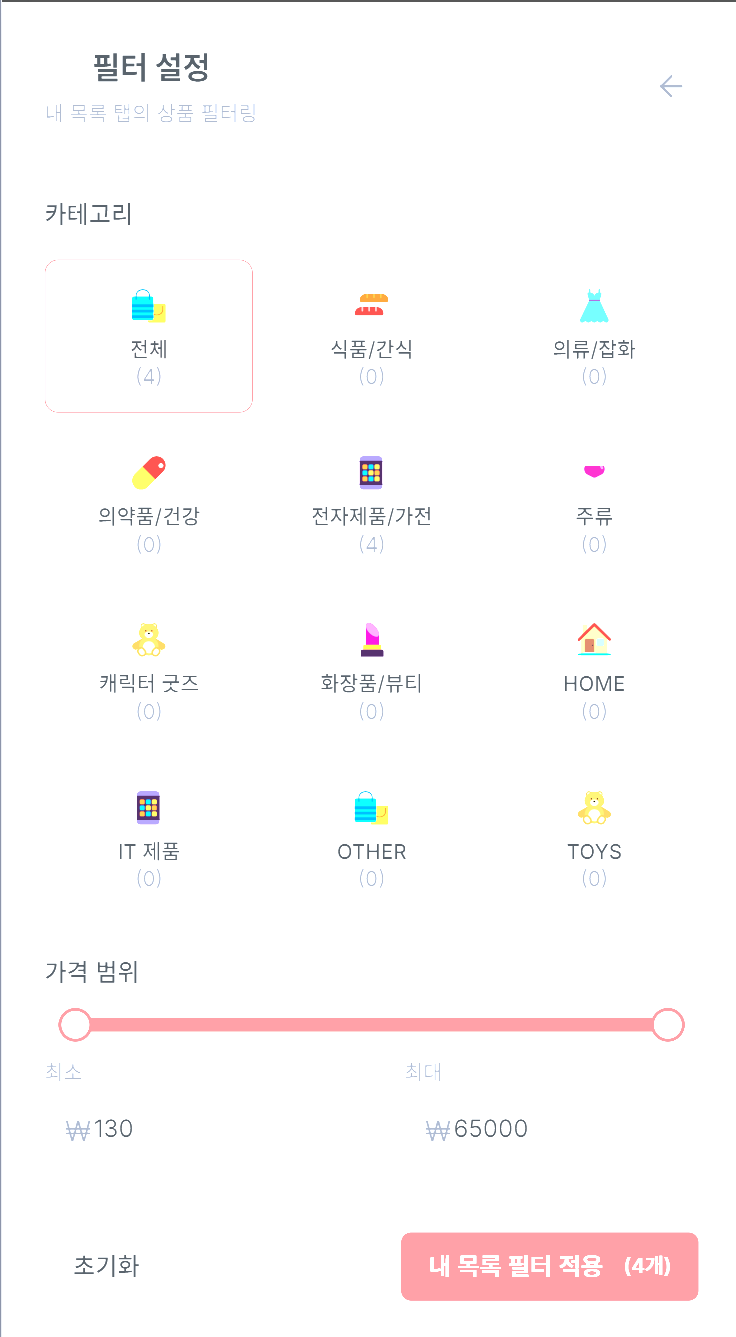 필터 설정
내 목록 탭의 상품 필터링
카테고리
전체
(4)
식품/간식
(0)
의류/잡화
(0)
의약품/건강
(0)
전자제품/가전
(4)
주류
(0)
캐릭터 굿즈
(0)
화장품/뷰티
(0)
HOME
(0)
IT 제품
(0)
OTHER
(0)
TOYS
(0)
가격 범위
최소
최대
₩130
₩65000
초기화
내 목록 필터 적용 (4개)